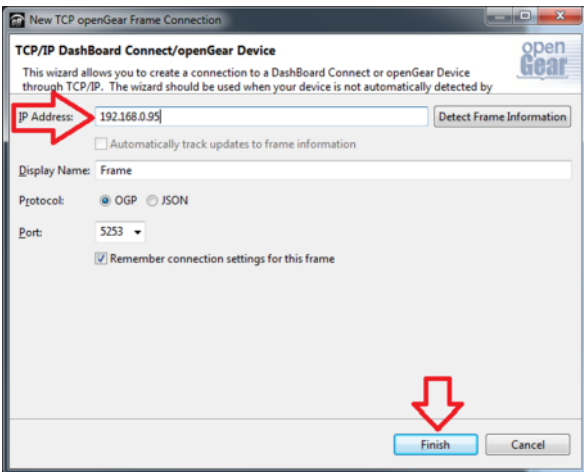 New TCP openGear Frame Connection
TCP/IP DashBoard Connect/openGear Device
open
Gear
This wizard allows you to create a connection to a DashBoard Connect or openGear Device
through TCP/IP. The wizard should be used when your device is not automatically detected by
IP Address: 192.168.0.95 Detect Frame Information
Automatically track updates to frame information
Display Name: Frame
Protocol: OGP JSON
Port: 5253
Remember connection settings for this frame
Finish Cancel